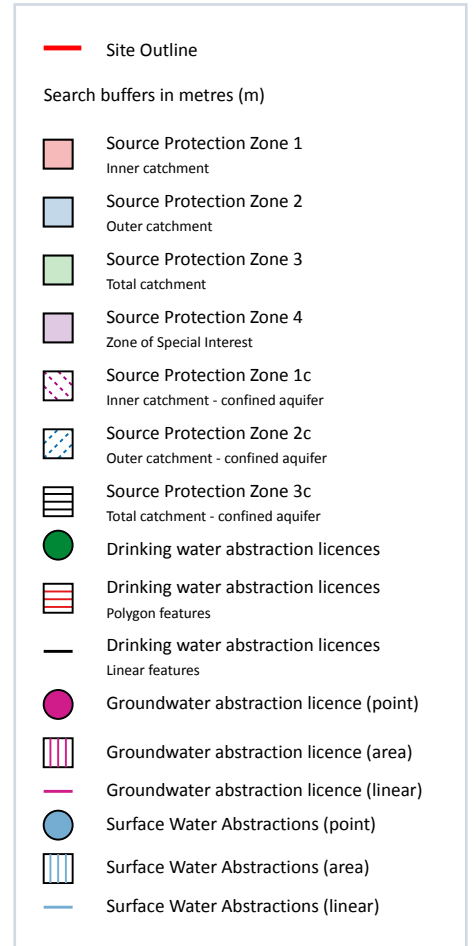 Site Outline
Search buffers in metres (m)
Source Protection Zone 1
Inner catchment
Source Protection Zone 2
Outer catchment
Source Protection Zone 3
Total catchment
Source Protection Zone 4
Zone of Special Interest
Source Protection Zone 1c
Inner catchment - confined aquifer
Source Protection Zone 2c
Outer catchment - confined aquifer
Source Protection Zone 3c
Total catchment - confined aquifer
Drinking water abstraction licences
Drinking water abstraction licences
Polygon features
Drinking water abstraction licences
Linear features
Groundwater abstraction licence (point)
Groundwater abstraction licence (area)
Groundwater abstraction licence (linear)
Surface Water Abstractions (point)
Surface Water Abstractions (area)
Surface Water Abstractions (linear)